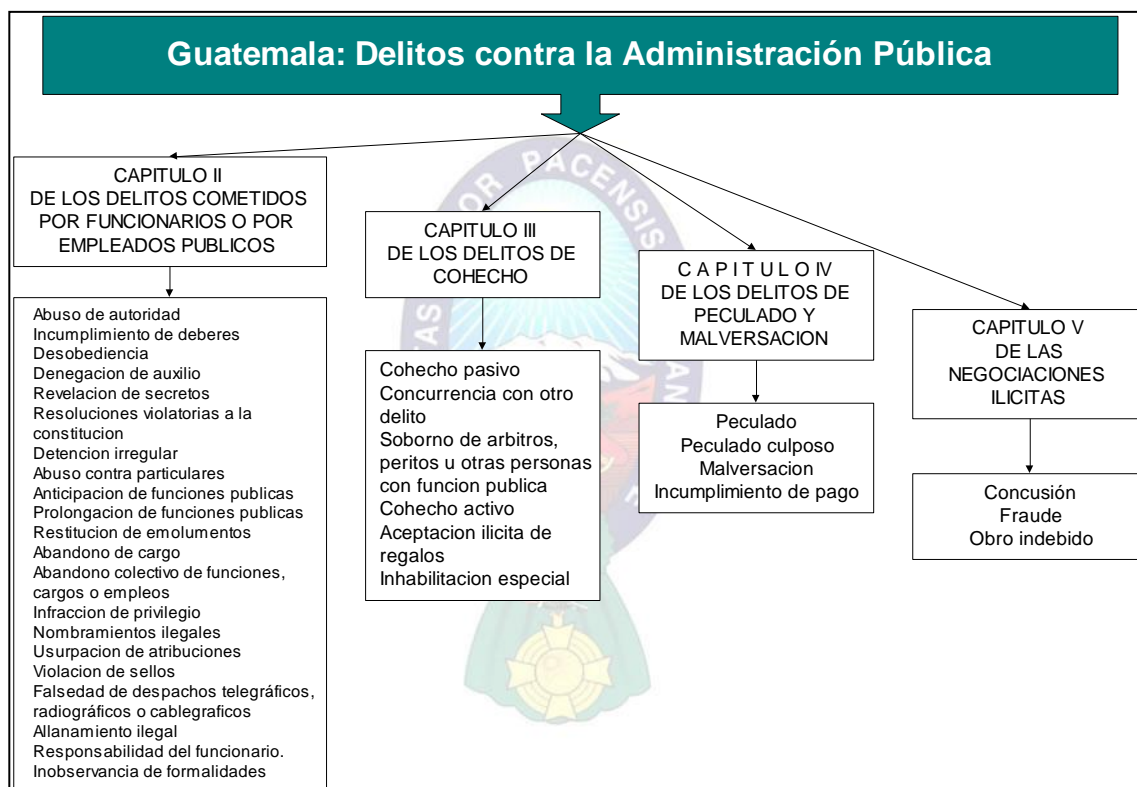 Guatemala: Delitos contra la Administración Pública
CAPITULO II
DE LOS DELITOS COMETIDOS
POR FUNCIONARIOS O POR
EMPLEADOS PUBLICOS
Abuso de autoridad
Incumplimiento de deberes
Desobediencia
Denegacion de auxilio
Revelacion de secretos
Resoluciones violatorias a la
constitucion
Detencion irregular
Abuso contra particulares
Anticipacion de funciones publicas
Prolongacion de funciones publicas
Restitucion de emolumentos
Abandono de cargo
Abandono colectivo de funciones,
cargos o empleos
Infraccion de privilegio
Nombramientos ilegales
Usurpacion de atribuciones
Violacion de sellos
Falsedad de despachos telegráficos,
radiográficos o cablegraficos
Allanamiento ilegal
Responsabilidad del funcionario.
Inobservancia de formalidades
CAPITULO III
DE LOS DELITOS DE
COHECHO
Cohecho pasivo
Concurrencia con otro
delito
Soborno de arbitros,
peritos u otras personas
con funcion publica
Cohecho activo
Aceptacion ilicita de
regalos
Inhabilitacion especial
C A P I T U L O IV
DE LOS DELITOS DE
PECULADO Y
MALVERSACION
Peculado
Peculado culposo
Malversacion
Incumplimiento de pago
CAPITULO V
DE LAS
NEGOCIACIONES
ILICITAS
Concusión
Fraude
Obro indebido
PACENSIS